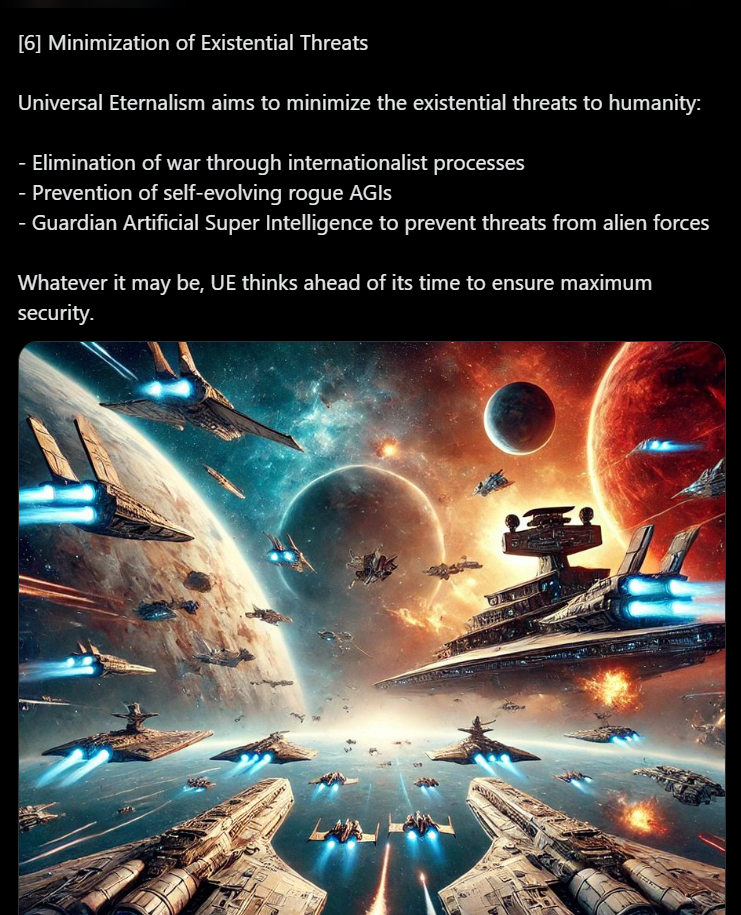 [6] Minimization of Existential Threats
Universal Eternalism aims to minimize the existential threats to humanity:
- Elimination of war through internationalist processes
- Prevention of self-evolving rogue AGIs
- Guardian Artificial Super Intelligence to prevent threats from alien forces
Whatever it may be, UE thinks ahead of its time to ensure maximum
security.